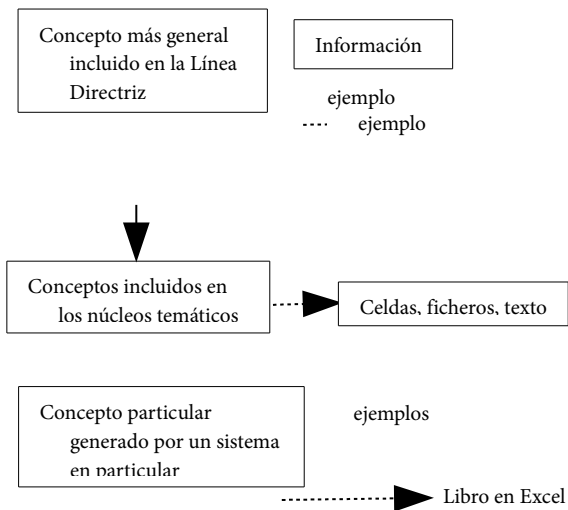 Concepto más general
incluido en la Línea
Directriz
Información
ejemplo
ejemplo
Conceptos incluidos en
los núcleos temáticos
Celdas, ficheros, texto
Concepto particular
generado por un sistema
en particular
ejemplos
Libro en Excel